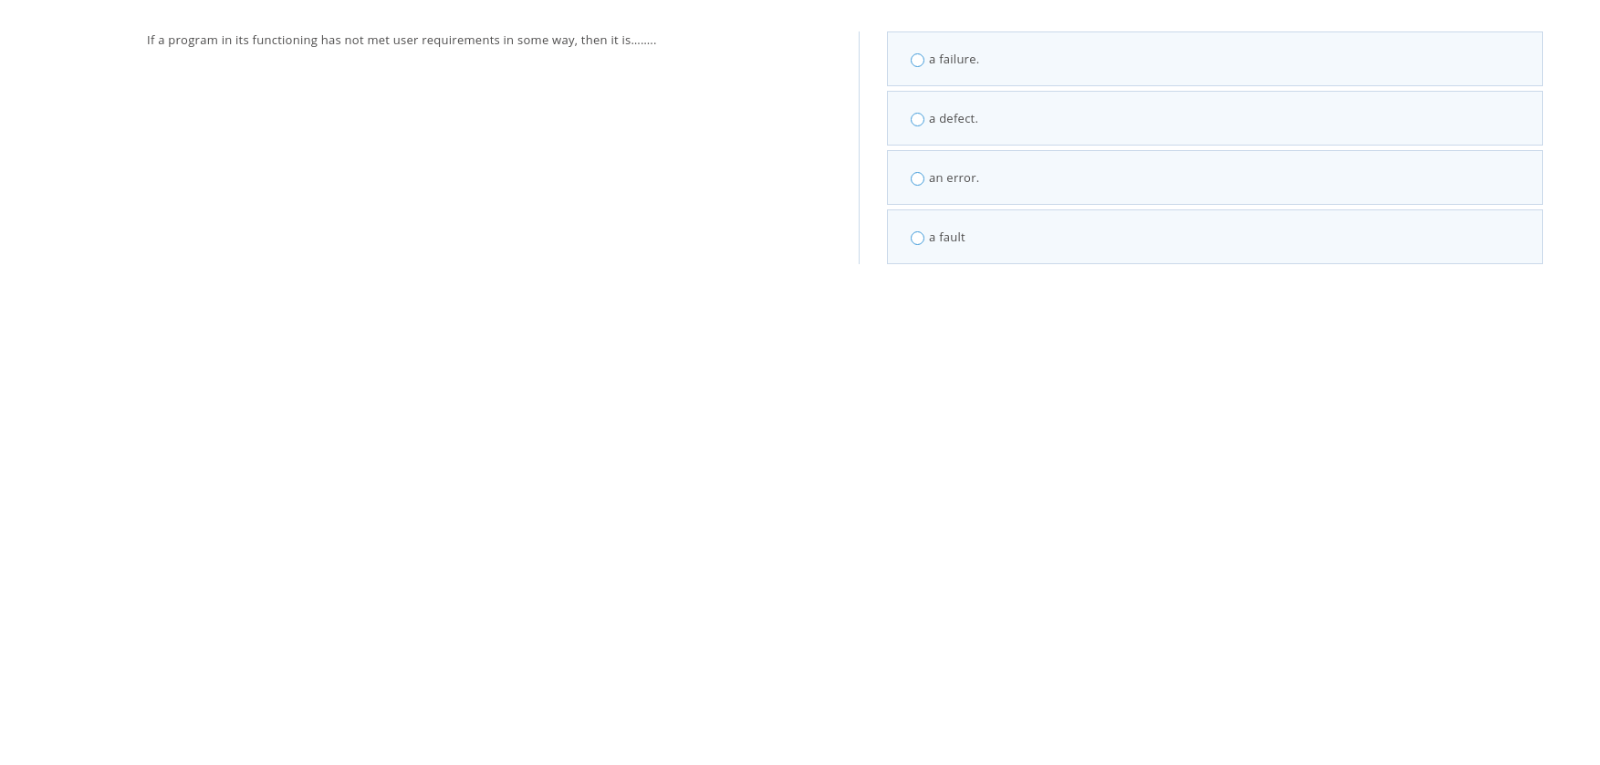 If a program in its functioning has not met user requirements in some way, then it is........
a failure.
a defect.
an error.
a fault